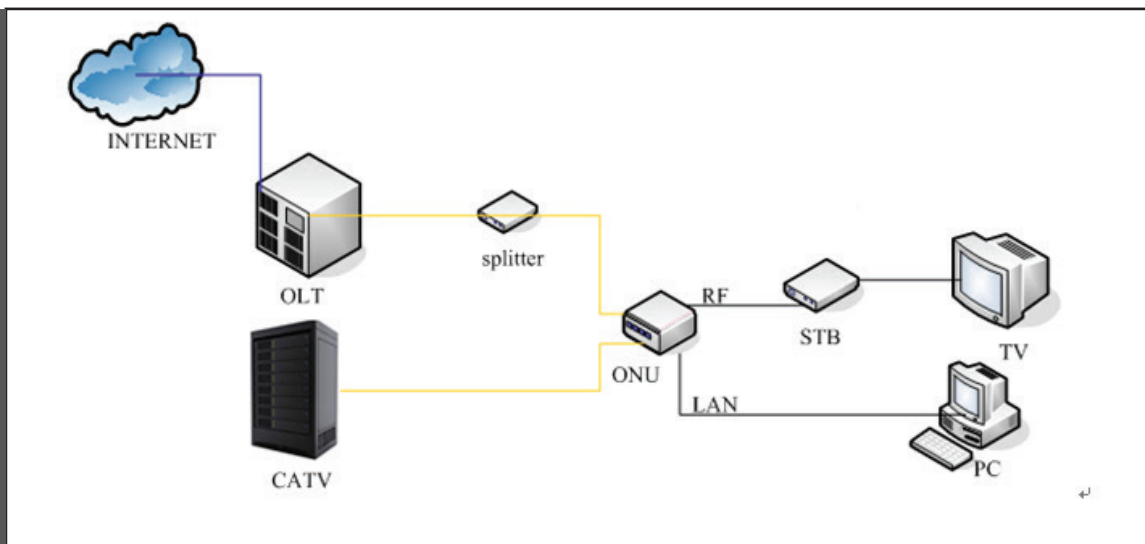 INTERNET
splitter
OLT
RF
STB
TV
ONU
LAN
CATV
PC